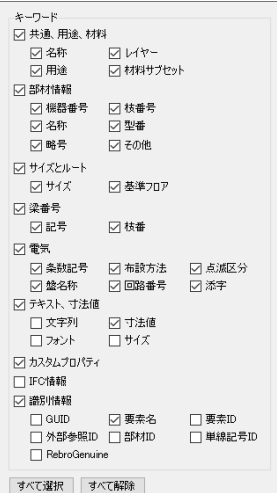 キーワード
共通、用途、材料
名称 レイヤー
用途 材料サブセット
部材情報
機器番号 枝番号
名称 型番
略号 その他
サイズとルート
サイズ 基準フロア
梁番号
記号 枝番
電気
条数記号 布設方法 点滅区分
盤名称 回路番号 添字
テキスト、寸法値
文字列 寸法値
フォント サイズ
カスタムプロパティ
IFC情報
識別情報
GUID 要素名 要素ID
外部参照ID 部材ID 単線記号ID
RebroGenuine
すべて選択 すべて解除